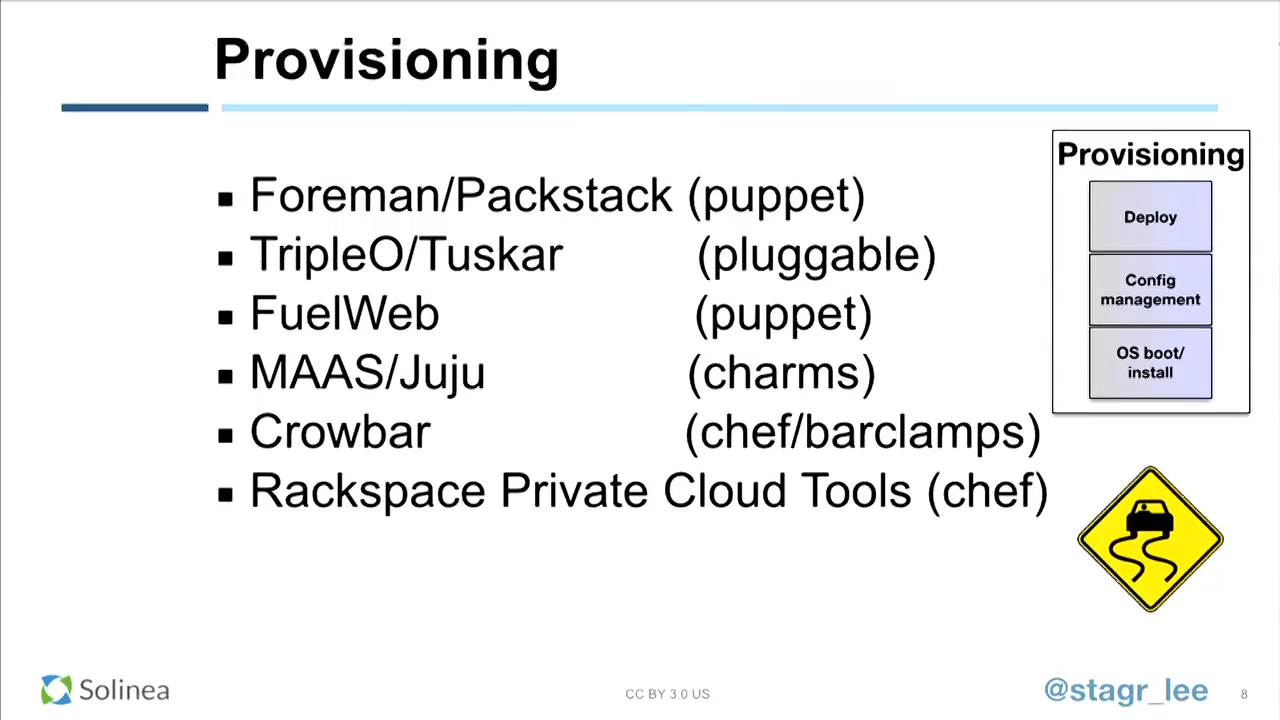 Provisioning
▪ Foreman/Packstack (puppet)
▪ TripleO/Tuskar (pluggable)
▪ FuelWeb (puppet)
▪ MAAS/Juju (charms)
▪ Crowbar (chef/barclamps)
▪ Rackspace Private Cloud Tools (chef)
Provisioning
Deploy
Config
management
OS boot/
install
Solinea
CC BY 3.0 US
@stagr_lee
8